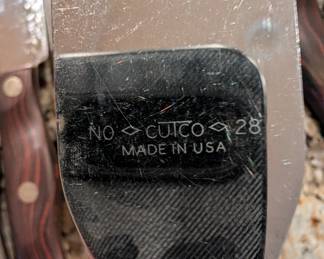 NO ◇ CUTCO ◇ 28
MADE IN USA